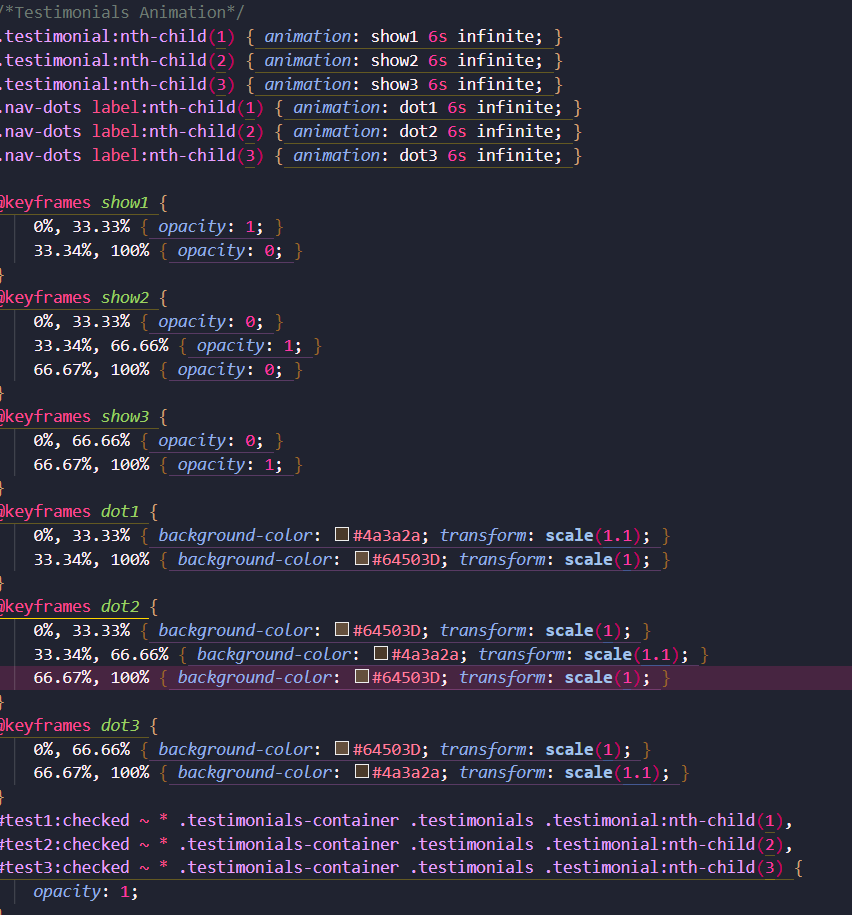 /*Testimonials Animation*/
.testimonial:nth-child(1) { animation: show1 6s infinite; }
.testimonial:nth-child(2) { animation: show2 6s infinite; }
.testimonial:nth-child(3) { animation: show3 6s infinite; }
.nav-dots label:nth-child(1) { animation: dot1 6s infinite; }
.nav-dots label:nth-child(2) { animation: dot2 6s infinite; }
.nav-dots label:nth-child(3) { animation: dot3 6s infinite; }
@keyframes show1 {
0%, 33.33% { opacity: 1; }
33.34%, 100% { opacity: 0; }
}
@keyframes show2 {
0%, 33.33% { opacity: 0; }
33.34%, 66.66% { opacity: 1; }
66.67%, 100% { opacity: 0; }
}
@keyframes show3 {
0%, 66.66% { opacity: 0; }
66.67%, 100% { opacity: 1; }
}
@keyframes dot1 {
0%, 33.33% { background-color: #4a3a2a; transform: scale(1.1); }
33.34%, 100% { background-color: #64503D; transform: scale(1); }
}
@keyframes dot2 {
0%, 33.33% { background-color: #64503D; transform: scale(1); }
33.34%, 66.66% { background-color: #4a3a2a; transform: scale(1.1); }
66.67%, 100% { background-color: #64503D; transform: scale(1); }
}
@keyframes dot3 {
0%, 66.66% { background-color: #64503D; transform: scale(1); }
66.67%, 100% { background-color: #4a3a2a; transform: scale(1.1); }
}
#test1:checked ~ * .testimonials-container .testimonials .testimonial:nth-child(1),
#test2:checked ~ * .testimonials-container .testimonials .testimonial:nth-child(2),
#test3:checked ~ * .testimonials-container .testimonials .testimonial:nth-child(3) {
opacity: 1;